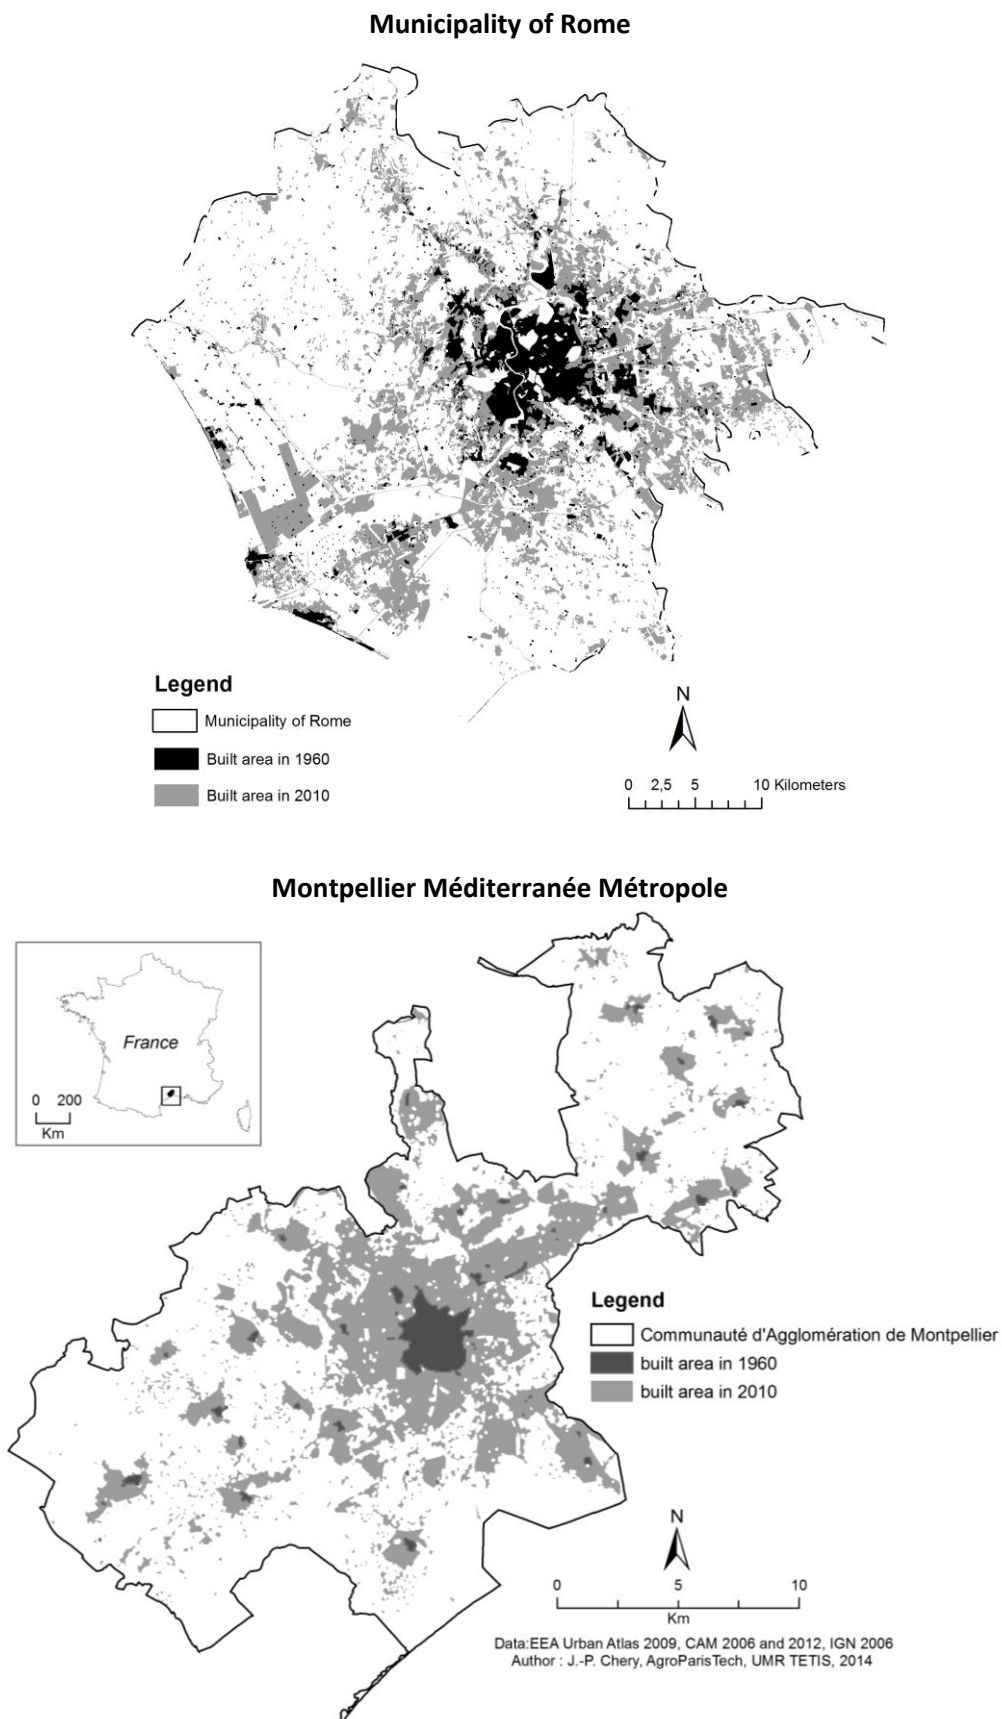 Municipality of Rome
Legend
Municipality of Rome
Built area in 1960
Built area in 2010
N
0 2,5 5 10 Kilometers
Montpellier Méditerranée Métropole
France
0 200
Km
Legend
Communauté d'Agglomération de Montpellier
built area in 1960
built area in 2010
N
0 5 10
Km
Data:EEA Urban Atlas 2009, CAM 2006 and 2012, IGN 2006
Author : J.-P. Chery, AgroParisTech, UMR TETIS, 2014